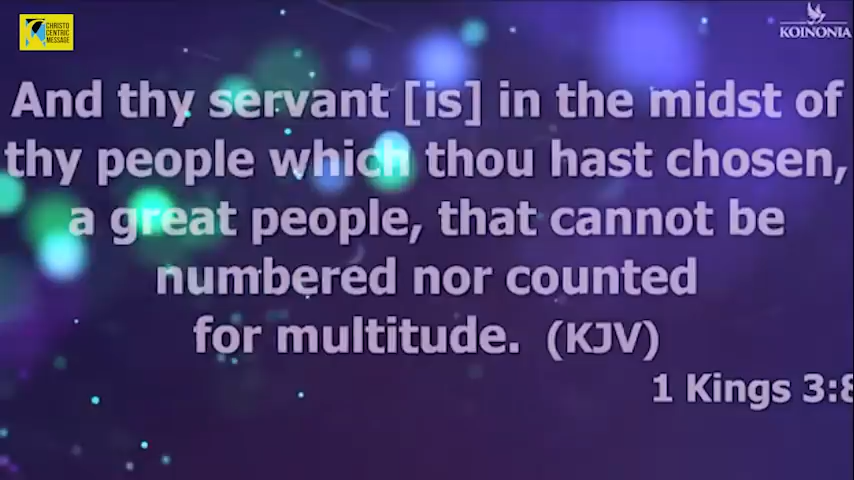 CHRISTO
CENTRIC
MESSAGE
KOINONIA
And thy servant [is] in the midst of
thy people which thou hast chosen,
a great people, that cannot be
numbered nor counted
for multitude. (KJV)
1 Kings 3:8